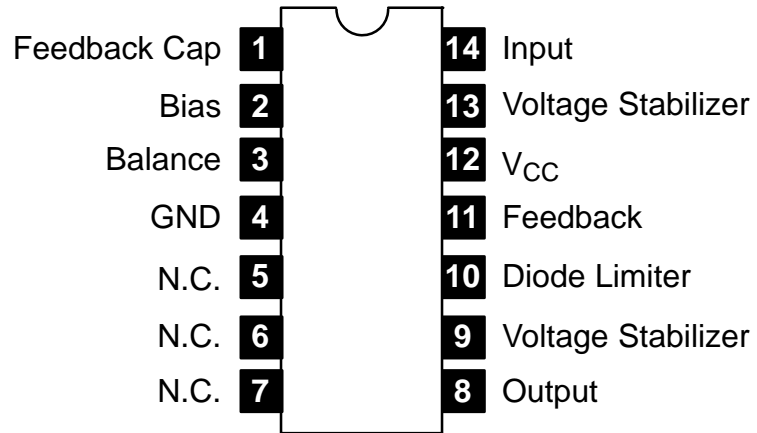 Feedback Cap 1 14 Input
Bias 2 13 Voltage Stabilizer
Balance 3 12 VCC
GND 4 11 Feedback
N.C. 5 10 Diode Limiter
N.C. 6 9 Voltage Stabilizer
N.C. 7 8 Output